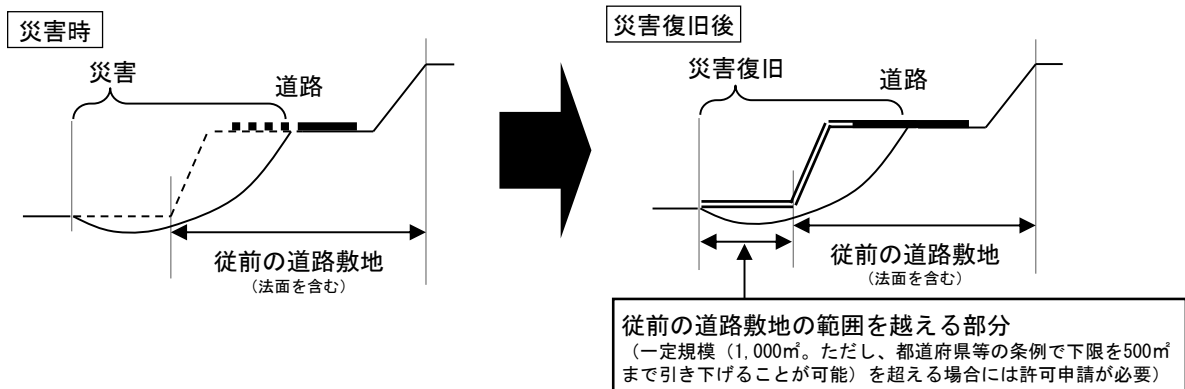 災害時
災害
道路
従前の道路敷地
（法面を含む）
災害復旧後
災害復旧
道路
従前の道路敷地
（法面を含む）
従前の道路敷地の範囲を越える部分
（一定規模（1,000㎡。ただし、都道府県等の条例で下限を500㎡
まで引き下げることが可能）を超える場合には許可申請が必要）